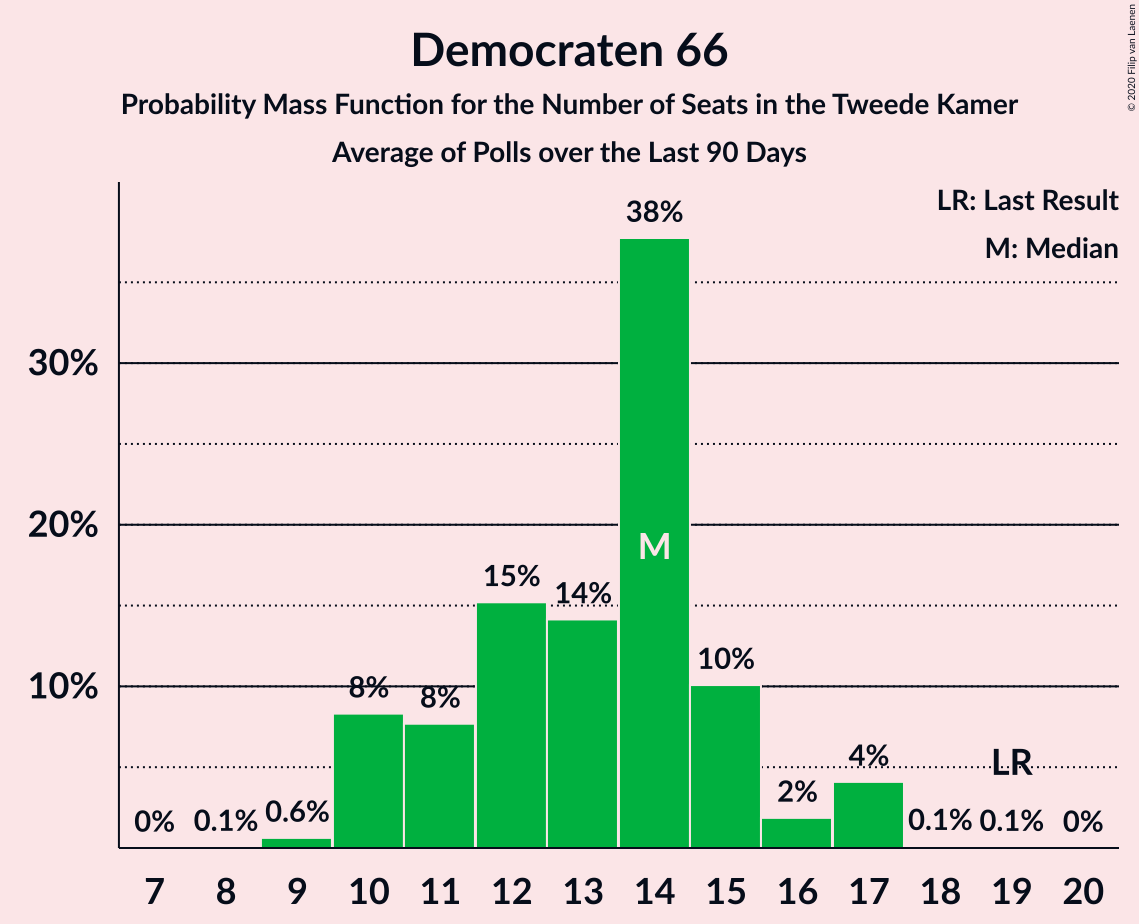 Democraten 66
Probability Mass Function for the Number of Seats in the Tweede Kamer
Average of Polls over the Last 90 Days
© 2020 Filip van Laenen
LR: Last Result
M: Median
38%
30%
20%
M
15%
14%
10%
10%
8%
8%
LR
4%
2%
0%
0.1%
0.6%
0.1%
0.1%
0%
7 8 9 10 11 12 13 14 15 16 17 18 19 20